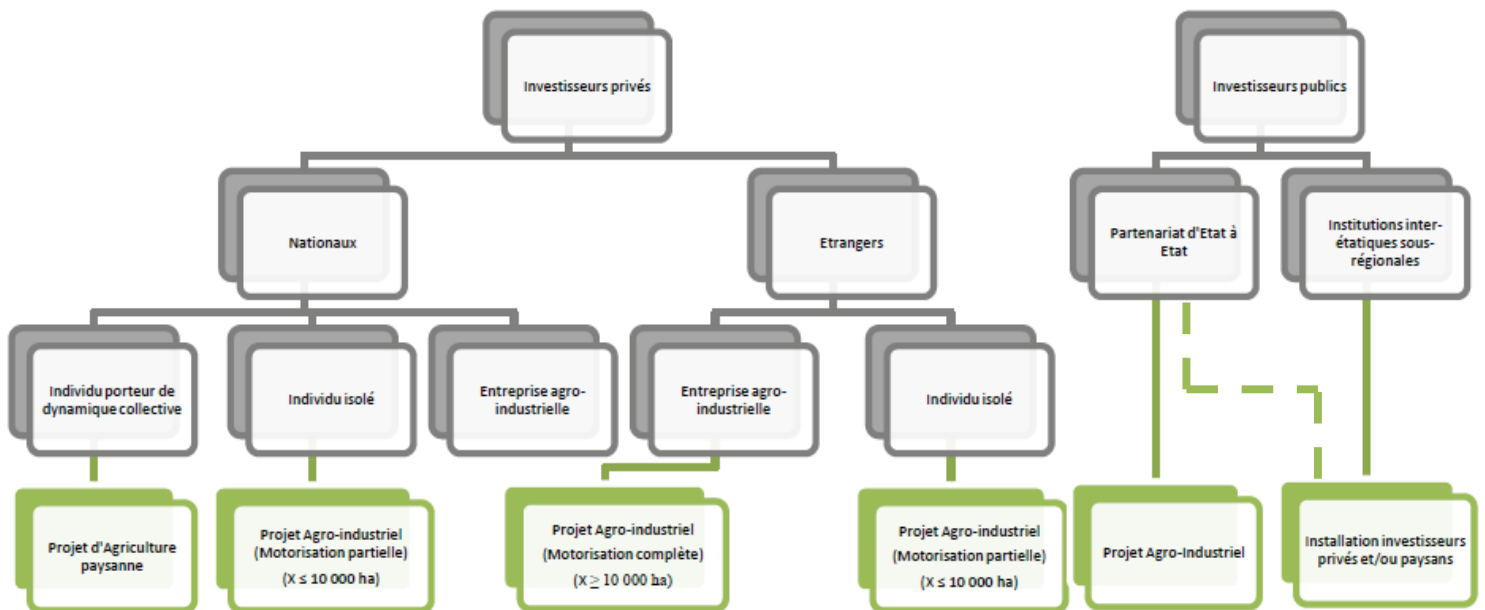 Investisseurs privés
Investisseurs publics
Nationaux
Etrangers
Partenariat d'Etat à
Etat
Institutions inter-
étatiques sous-
régionales
Individu porteur de
dynamique collective
Individu isolé
Entreprise agro-
industrielle
Entreprise agro-
industrielle
Individu isolé
Projet d'Agriculture
paysanne
Projet Agro-industriel
(Motorisation partielle)
(X ≤ 10 000 ha)
Projet Agro-industriel
(Motorisation complète)
(X ≥ 10 000 ha)
Projet Agro-industriel
(Motorisation partielle)
(X ≤ 10 000 ha)
Projet Agro-Industriel
Installation investisseurs
privés et/ou paysans